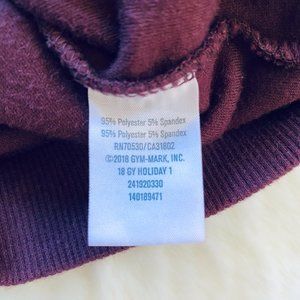 95% Polyester 5% Spandex
95% Polyester 5% Spandex
RN70530/CA31802
©2018 GYM-MARK, INC.
18 GY HOLIDAY 1
241920330
140189471